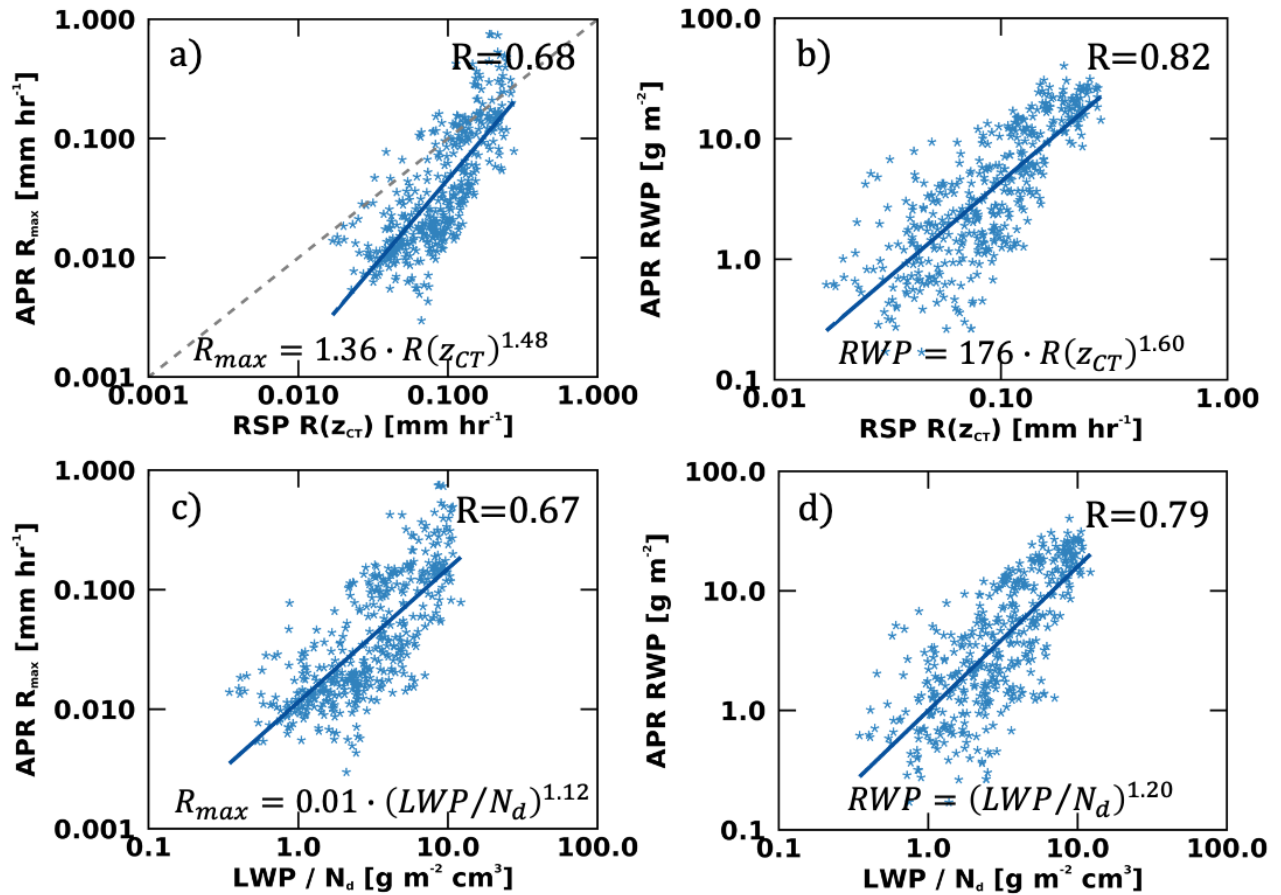 a)
R=0.68
1.000
0.100
0.010
0.001
APR R_max [mm hr⁻¹]
R_max = 1.36 · R(z_CT)^1.48
0.001 0.010 0.100 1.000
RSP R(z_CT) [mm hr⁻¹]
b)
R=0.82
100.0
10.0
1.0
0.1
APR RWP [g m⁻²]
RWP = 176 · R(z_CT)^1.60
0.01 0.10 1.00
RSP R(z_CT) [mm hr⁻¹]
c)
R=0.67
1.000
0.100
0.010
0.001
APR R_max [mm hr⁻¹]
R_max = 0.01 · (LWP/N_d)^1.12
0.1 1.0 10.0 100.0
LWP / N_d [g m⁻² cm³]
d)
R=0.79
100.0
10.0
1.0
0.1
APR RWP [g m⁻²]
RWP = (LWP/N_d)^1.20
0.1 1.0 10.0 100.0
LWP / N_d [g m⁻² cm³]